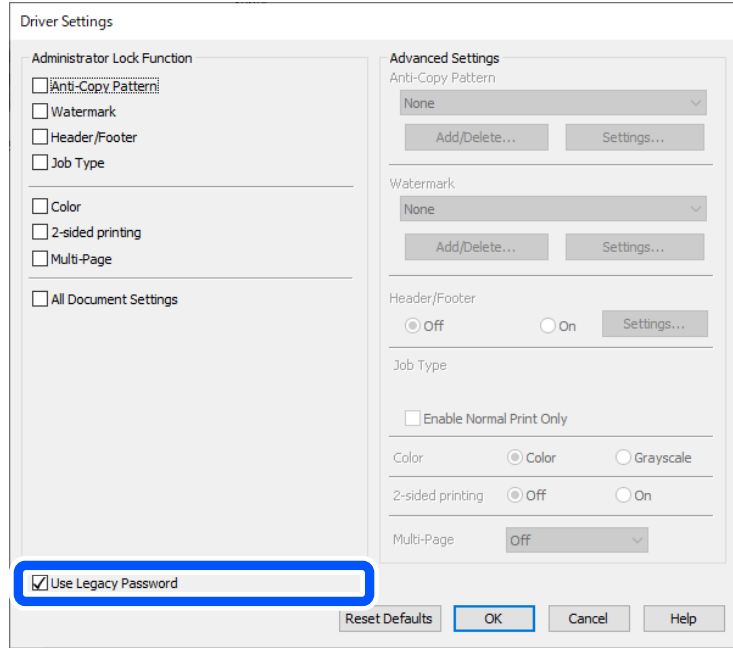 Driver Settings
Administrator Lock Function
Anti-Copy Pattern
Watermark
Header/Footer
Job Type
Color
2-sided printing
Multi-Page
All Document Settings
Use Legacy Password
Advanced Settings
Anti-Copy Pattern
None
Add/Delete... Settings...
Watermark
None
Add/Delete... Settings...
Header/Footer
Off On Settings...
Job Type
Enable Normal Print Only
Color Color Grayscale
2-sided printing Off On
Multi-Page Off
Reset Defaults OK Cancel Help